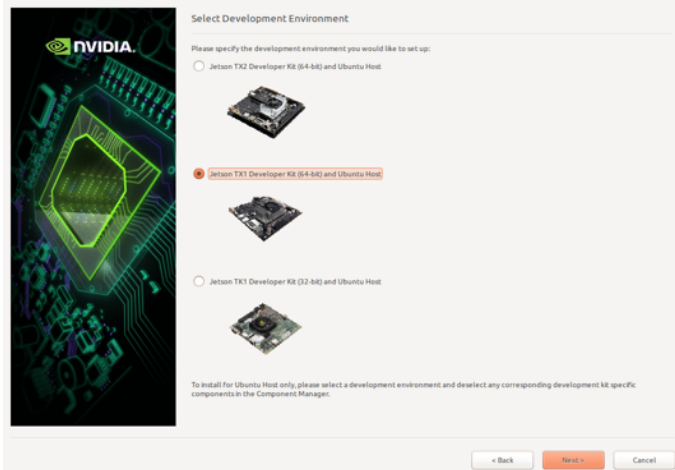 Select Development Environment
NVIDIA.
Please specify the development environment you would like to set up:
Jetson TX2 Developer Kit (64-bit) and Ubuntu Host
Jetson TX1 Developer Kit (64-bit) and Ubuntu Host
Jetson TK1 Developer Kit (32-bit) and Ubuntu Host
To install for Ubuntu Host only, please select a development environment and deselect any corresponding development kit specific
components in the Component Manager.
< Back Next > Cancel